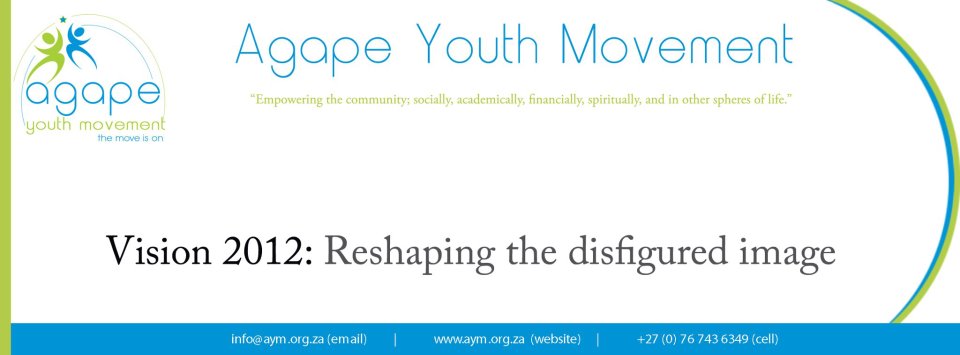 agape
youth movement
the move is on
Agape Youth Movement
“Empowering the community; socially, academically, financially, spiritually, and in other spheres of life.”
Vision 2012: Reshaping the disfigured image
info@aym.org.za (email) | www.aym.org.za (website) | +27 (0) 76 743 6349 (cell)